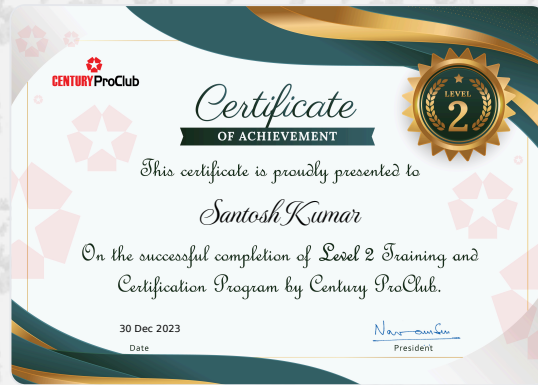 CENTURY ProClub
Certificate
OF ACHIEVEMENT
LEVEL
2
This certificate is proudly presented to
Santosh Kumar
On the successful completion of Level 2 Training and
Certification Program by Century ProClub.
30 Dec 2023
Date
President